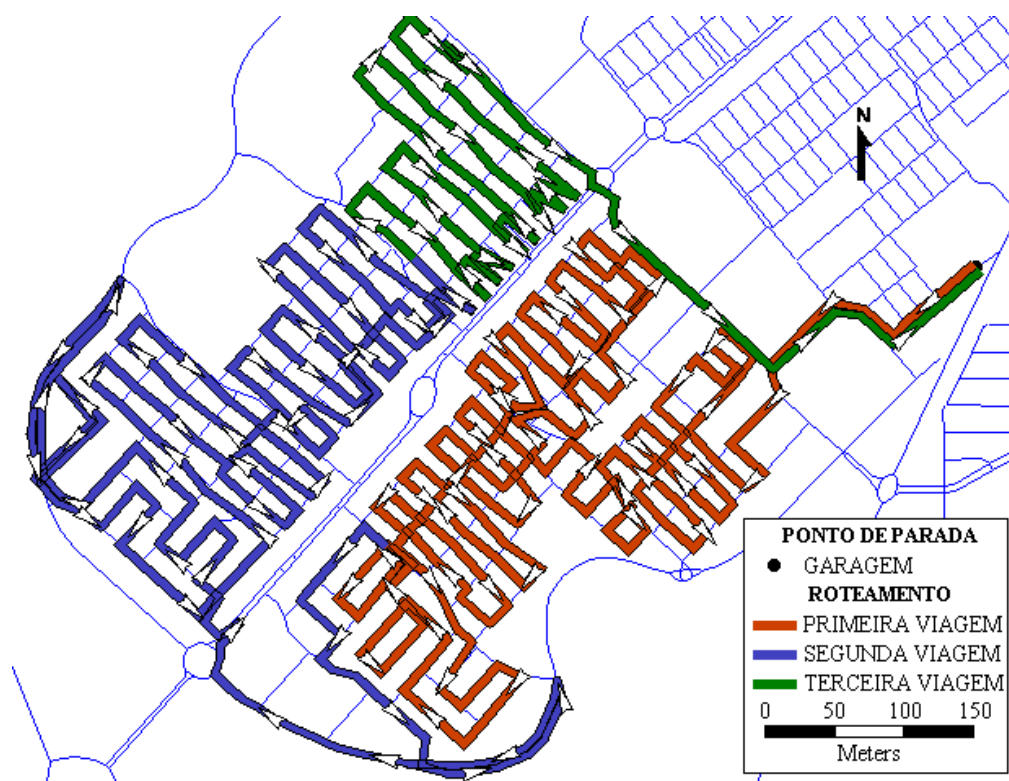 N
PONTO DE PARADA
GARAGEM
ROTEAMENTO
PRIMEIRA VIAGEM
SEGUNDA VIAGEM
TERCEIRA VIAGEM
0 50 100 150
Meters